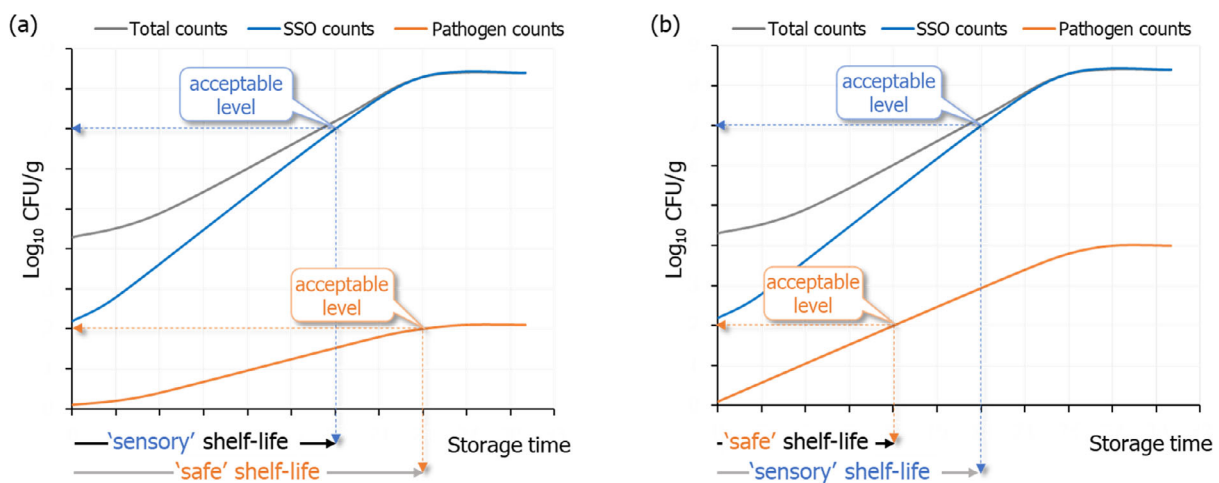 (a)
Total counts SSO counts Pathogen counts
acceptable
level
Log₁₀ CFU/g
acceptable
level
‘sensory’ shelf-life
Storage time
‘safe’ shelf-life
(b)
Total counts SSO counts Pathogen counts
acceptable
level
Log₁₀ CFU/g
acceptable
level
‘safe’ shelf-life
Storage time
‘sensory’ shelf-life